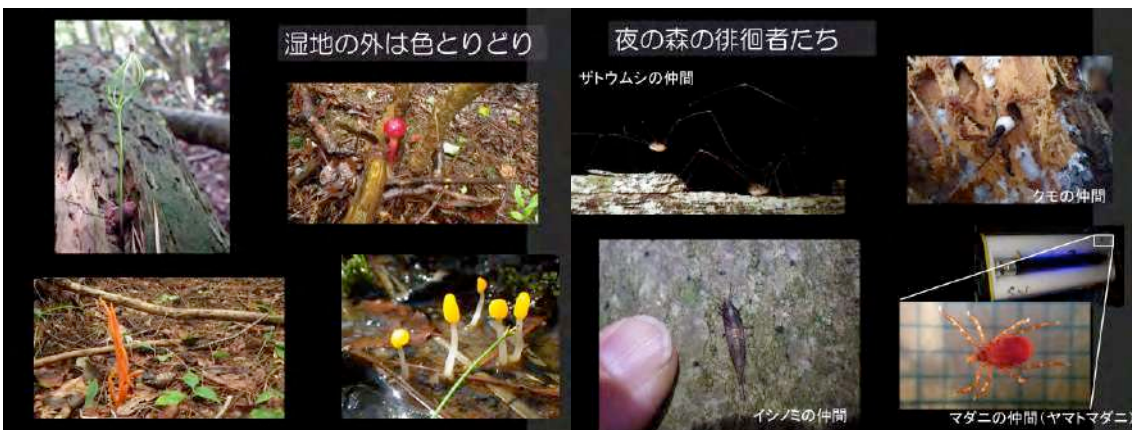 湿地の外は色とりどり
夜の森の徘徊者たち
ザトウムシの仲間
クモの仲間
イシノミの仲間
マダニの仲間(ヤマトマダニ)